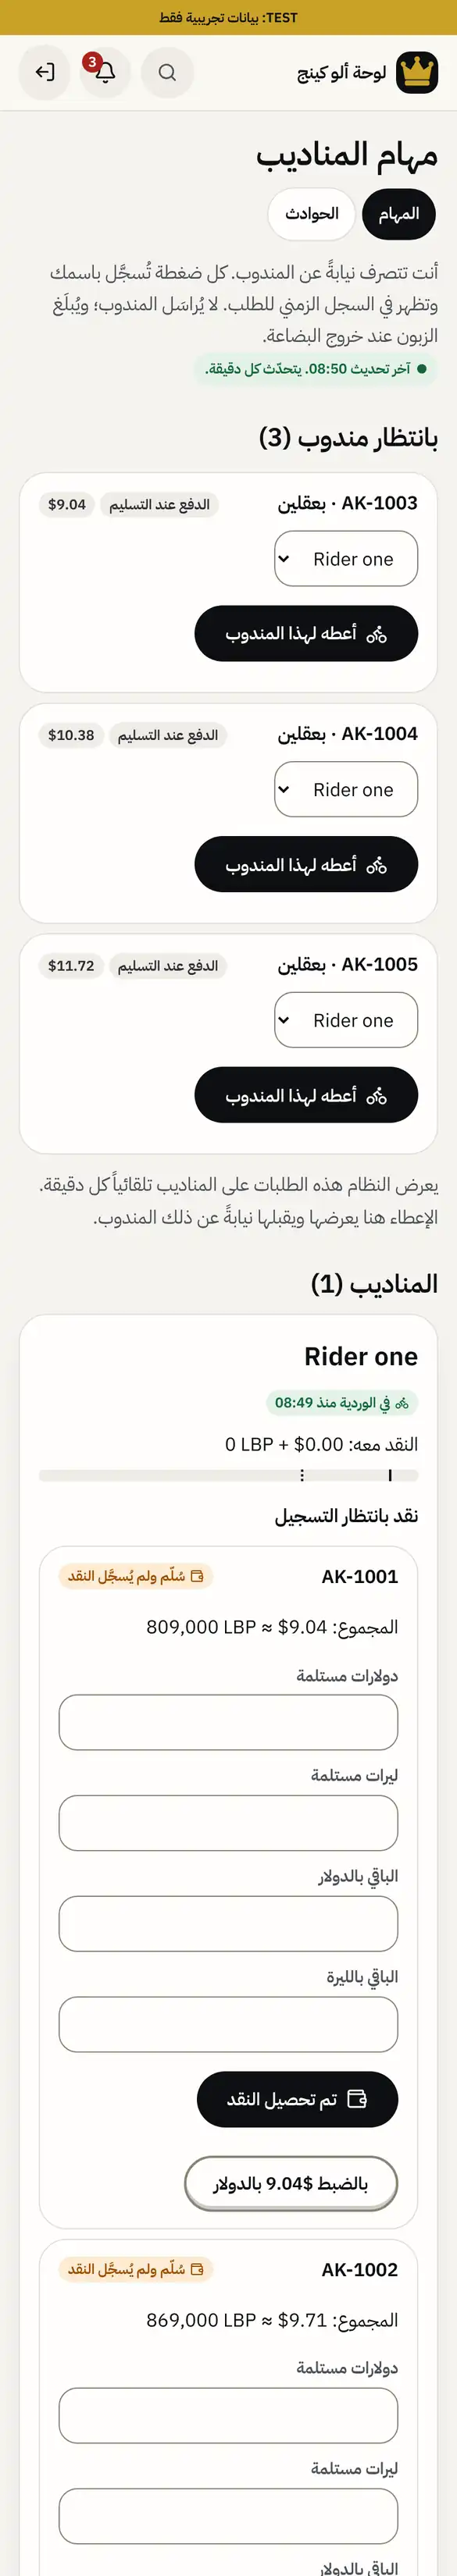 TEST: بيانات تجريبية فقط
لوحة ألو كينج
3
مهام المناديب
المهام
الحوادث
أنت تتصرف نيابةً عن المندوب. كل ضغطة تُسجَّل باسمك
وتظهر في السجل الزمني للطلب. لا يُراسَل المندوب؛ ويُبلَغ
الزبون عند خروج البضاعة.
آخر تحديث 08:50. يتحدّث كل دقيقة.
بانتظار مندوب (3)
AK-1003 · بعقلين
الدفع عند التسليم
$9.04
Rider one
أعطه لهذا المندوب
AK-1004 · بعقلين
الدفع عند التسليم
$10.38
Rider one
أعطه لهذا المندوب
AK-1005 · بعقلين
الدفع عند التسليم
$11.72
Rider one
أعطه لهذا المندوب
يعرض النظام هذه الطلبات على المناديب تلقائياً كل دقيقة.
الإعطاء هنا يعرضها ويقبلها نيابةً عن ذلك المندوب.
المناديب (1)
Rider one
في الوردية منذ 08:49
النقد معه: $0.00 + 0 LBP
نقد بانتظار التسجيل
AK-1001
سُلّم ولم يُسجَّل النقد
المجموع: $9.04 ≈ 809,000 LBP
دولارات مستلمة
ليرات مستلمة
الباقي بالدولار
الباقي بالليرة
تم تحصيل النقد
بالضبط $9.04 بالدولار
AK-1002
سُلّم ولم يُسجَّل النقد
المجموع: $9.71 ≈ 869,000 LBP
دولارات مستلمة
ليرات مستلمة
الباقي بالدولار